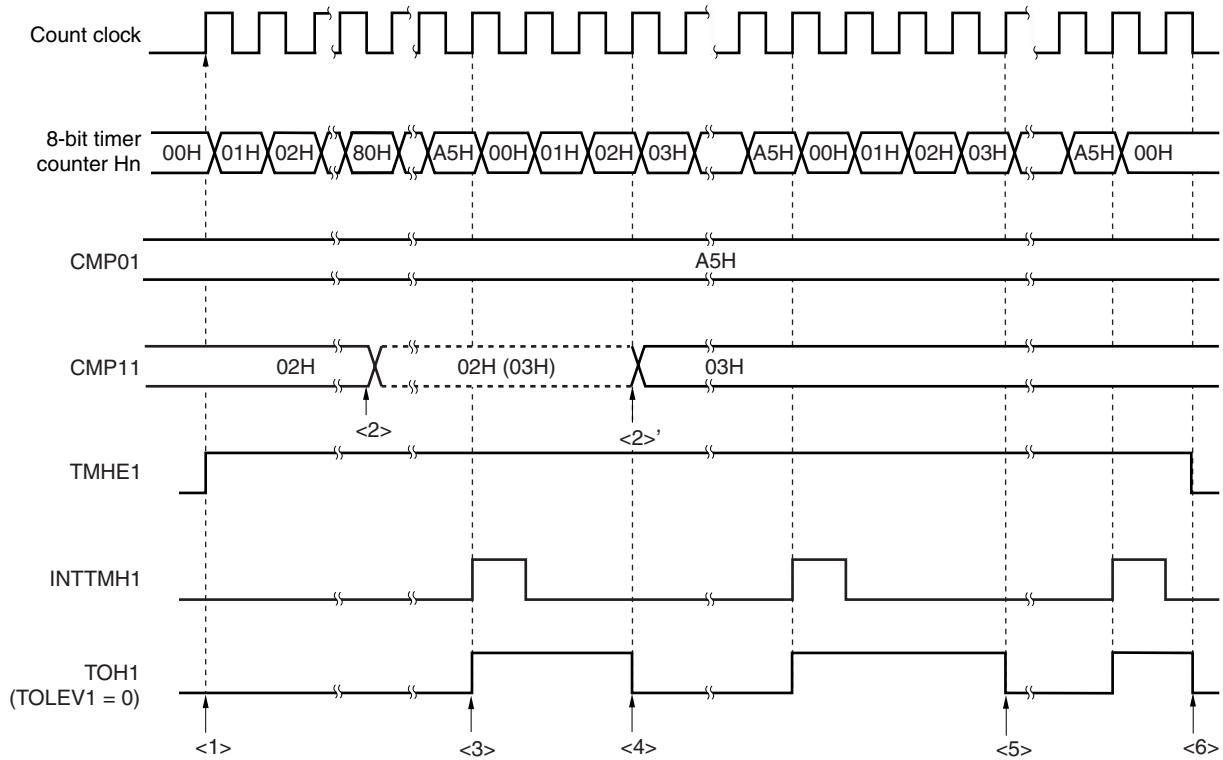 Count clock
8-bit timer
counter Hn
00H 01H 02H 80H A5H 00H 01H 02H 03H A5H 00H 01H 02H 03H A5H 00H
CMP01
A5H
CMP11
02H 02H (03H) 03H
<2> <2>’
TMHE1
INTTMH1
TOH1
(TOLEV1 = 0)
<1> <3> <4> <5> <6>